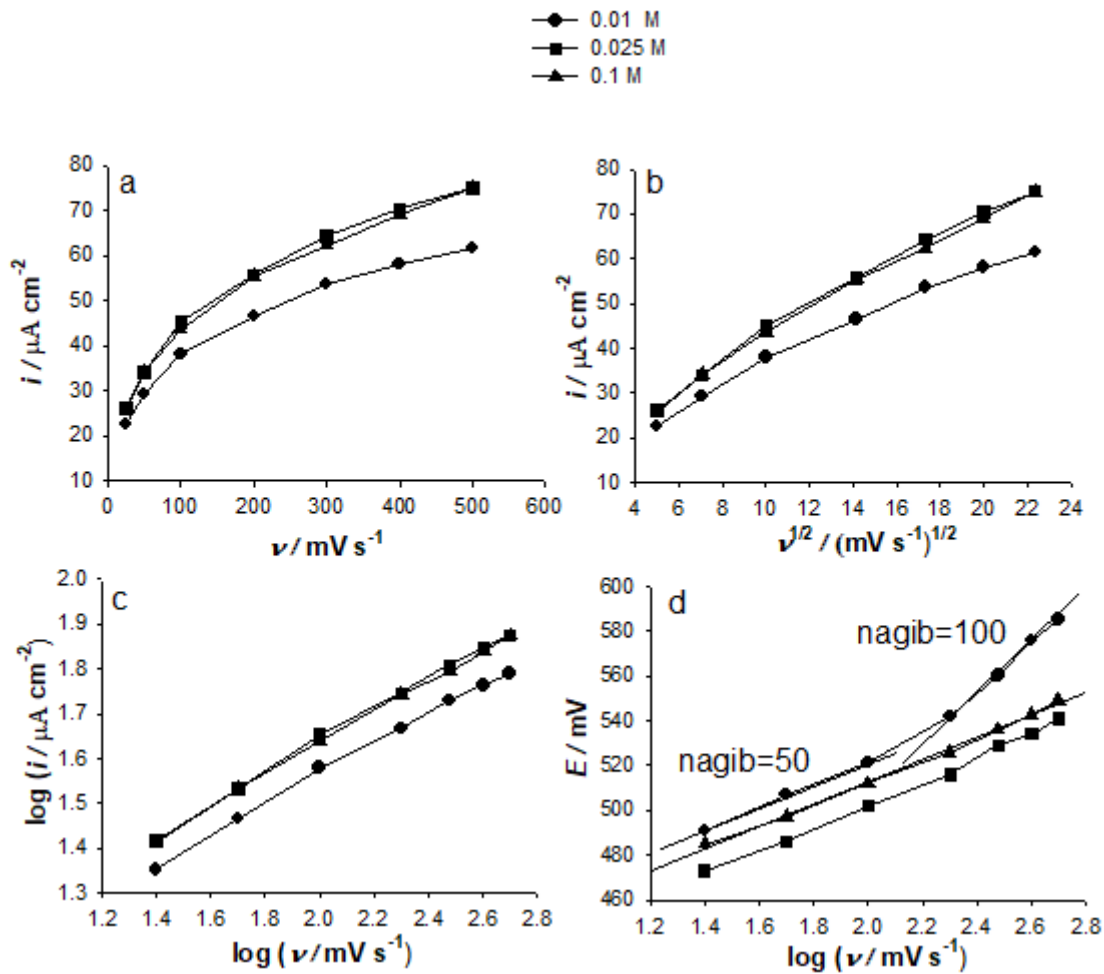 0.01 M
0.025 M
0.1 M
a
80
70
60
50
40
30
20
10
i / μA cm⁻²
0 100 200 300 400 500 600
ν / mV s⁻¹
b
80
70
60
50
40
30
20
10
i / μA cm⁻²
4 6 8 10 12 14 16 18 20 22 24
ν¹ᐟ² / (mV s⁻¹)¹ᐟ²
c
2.0
1.9
1.8
1.7
1.6
1.5
1.4
1.3
log (i / μA cm⁻²)
1.2 1.4 1.6 1.8 2.0 2.2 2.4 2.6 2.8
log (ν / mV s⁻¹)
d
600
580
560
540
520
500
480
460
E / mV
nagib=100
nagib=50
1.2 1.4 1.6 1.8 2.0 2.2 2.4 2.6 2.8
log (ν / mV s⁻¹)